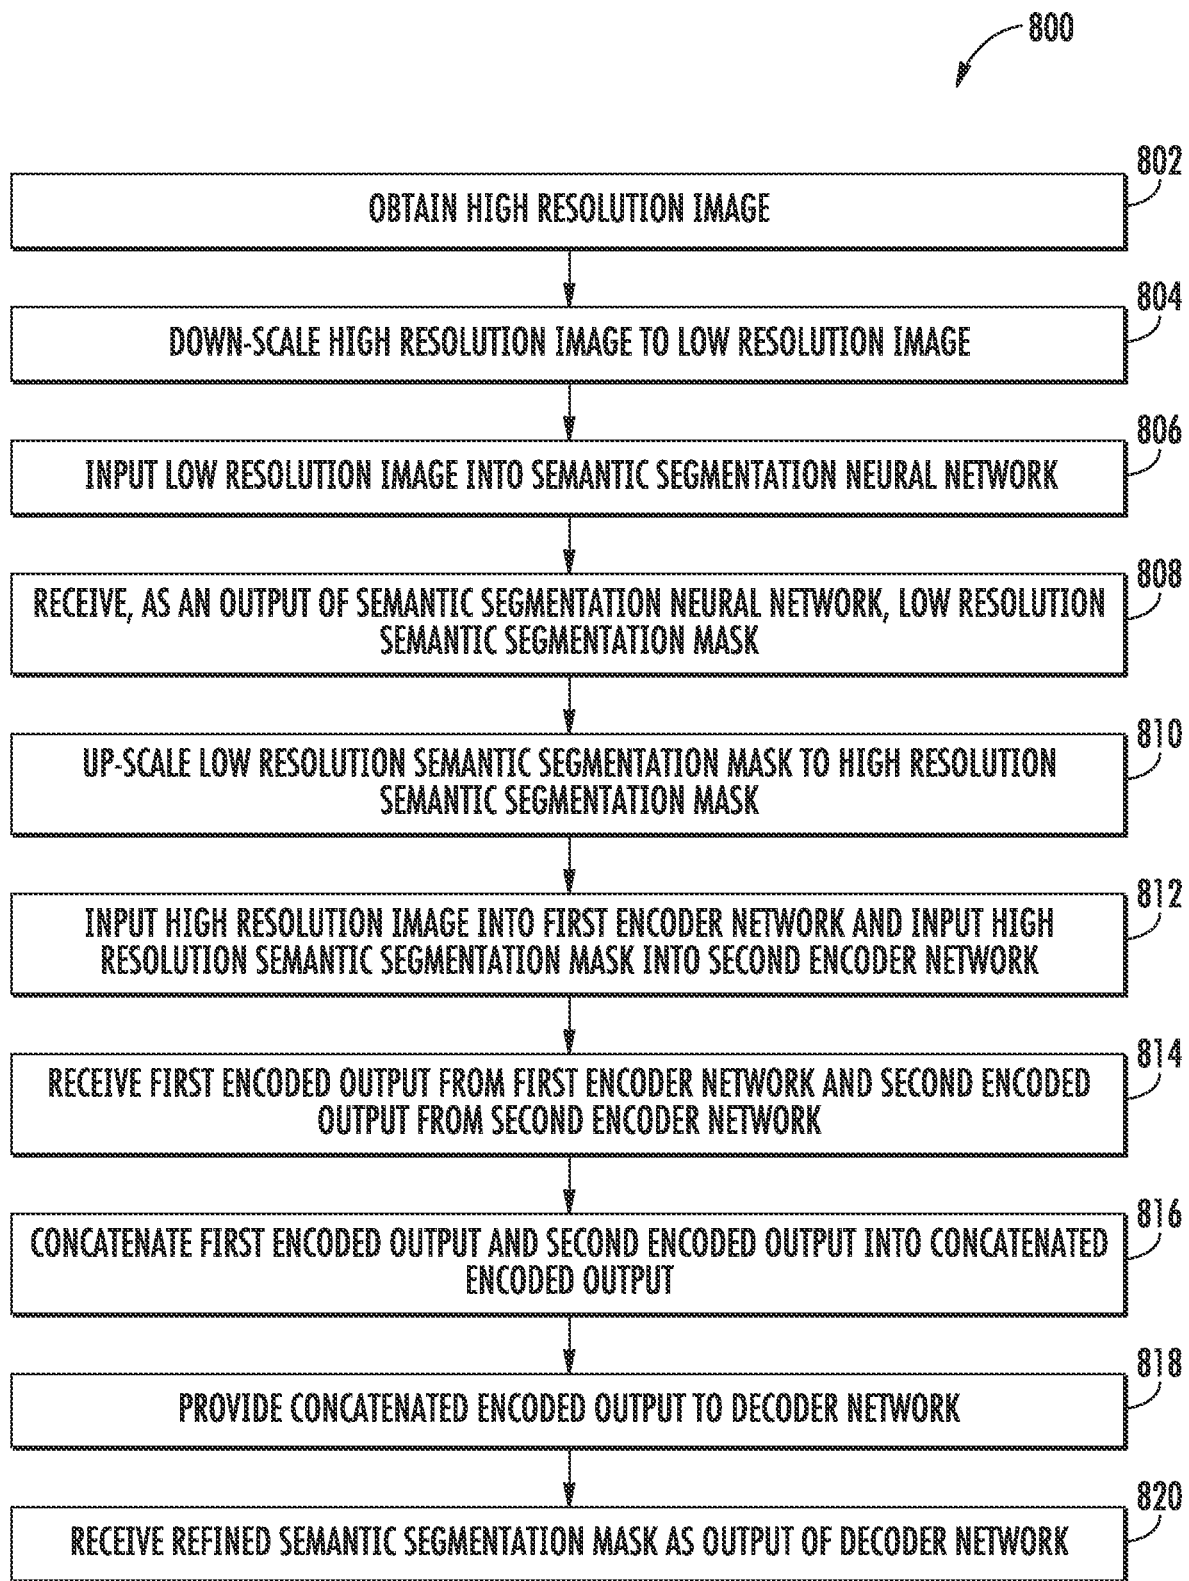 800
802
OBTAIN HIGH RESOLUTION IMAGE
804
DOWN-SCALE HIGH RESOLUTION IMAGE TO LOW RESOLUTION IMAGE
806
INPUT LOW RESOLUTION IMAGE INTO SEMANTIC SEGMENTATION NEURAL NETWORK
808
RECEIVE, AS AN OUTPUT OF SEMANTIC SEGMENTATION NEURAL NETWORK, LOW RESOLUTION
SEMANTIC SEGMENTATION MASK
810
UP-SCALE LOW RESOLUTION SEMANTIC SEGMENTATION MASK TO HIGH RESOLUTION
SEMANTIC SEGMENTATION MASK
812
INPUT HIGH RESOLUTION IMAGE INTO FIRST ENCODER NETWORK AND INPUT HIGH
RESOLUTION SEMANTIC SEGMENTATION MASK INTO SECOND ENCODER NETWORK
814
RECEIVE FIRST ENCODED OUTPUT FROM FIRST ENCODER NETWORK AND SECOND ENCODED
OUTPUT FROM SECOND ENCODER NETWORK
816
CONCATENATE FIRST ENCODED OUTPUT AND SECOND ENCODED OUTPUT INTO CONCATENATED
ENCODED OUTPUT
818
PROVIDE CONCATENATED ENCODED OUTPUT TO DECODER NETWORK
820
RECEIVE REFINED SEMANTIC SEGMENTATION MASK AS OUTPUT OF DECODER NETWORK